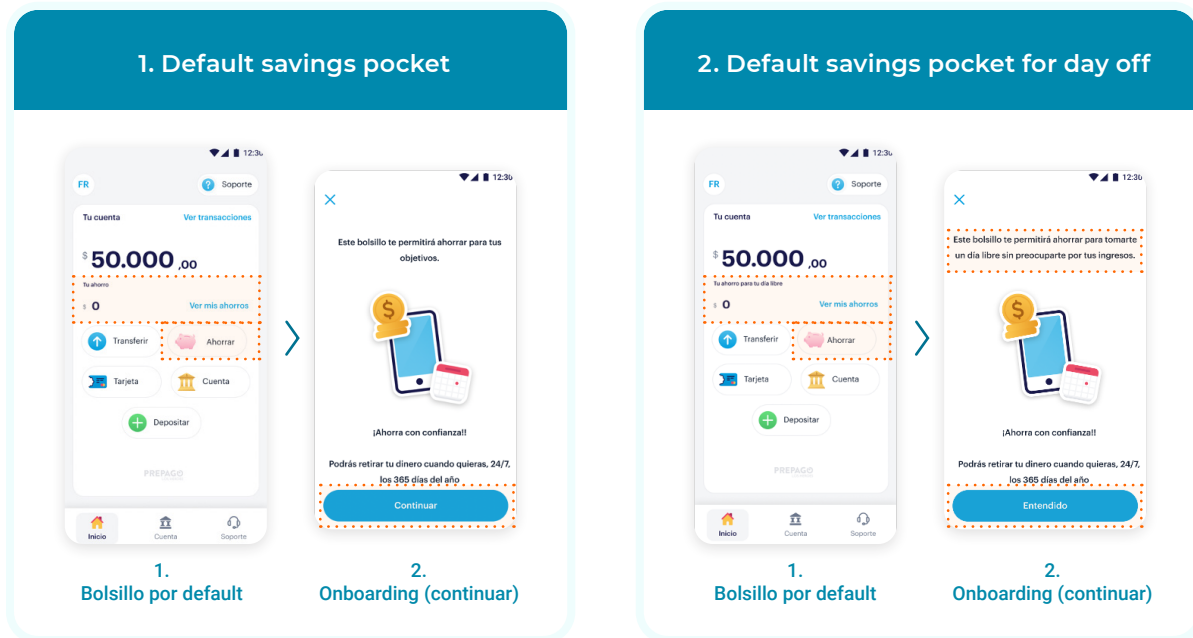 1. Default savings pocket
12:30
FR
Soporte
Tu cuenta
Ver transacciones
$ 50.000 ,00
Tu ahorro
$ 0
Ver mis ahorros
Transferir
Ahorrar
Tarjeta
Cuenta
Depositar
PREPAGO
Inicio
Cuenta
Soporte
1.
Bolsillo por default
12:30
Este bolsillo te permitirá ahorrar para tus
objetivos.
$
¡Ahorra con confianza!!
Podrás retirar tu dinero cuando quieras, 24/7,
los 365 días del año
Continuar
2.
Onboarding (continuar)
2. Default savings pocket for day off
12:30
FR
Soporte
Tu cuenta
Ver transacciones
$ 50.000 ,00
Tu ahorro para tu día libre
$ 0
Ver mis ahorros
Transferir
Ahorrar
Tarjeta
Cuenta
Depositar
PREPAGO
Inicio
Cuenta
Soporte
1.
Bolsillo por default
12:30
Este bolsillo te permitirá ahorrar para tomarte
un día libre sin preocuparte por tus ingresos.
$
¡Ahorra con confianza!!
Podrás retirar tu dinero cuando quieras, 24/7,
los 365 días del año
Entendido
2.
Onboarding (continuar)